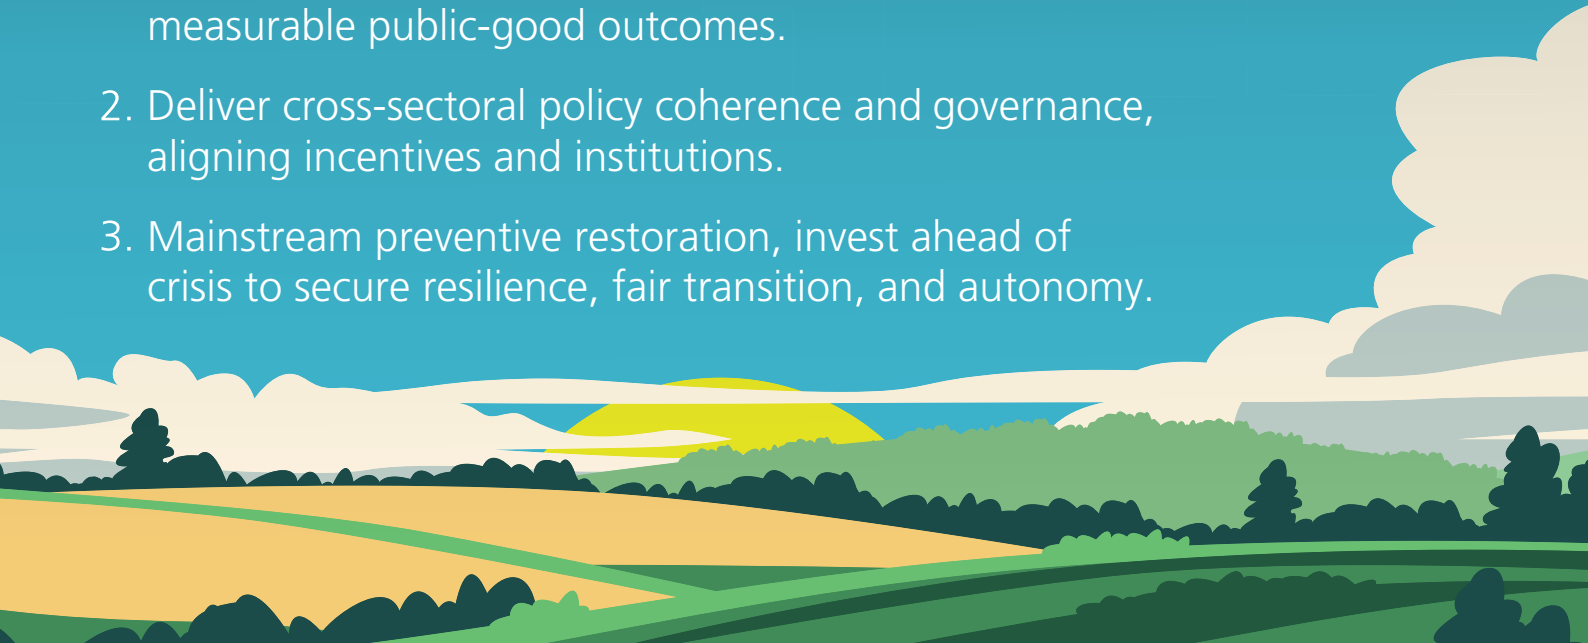 measurable public-good outcomes.
2. Deliver cross-sectoral policy coherence and governance,
aligning incentives and institutions.
3. Mainstream preventive restoration, invest ahead of
crisis to secure resilience, fair transition, and autonomy.